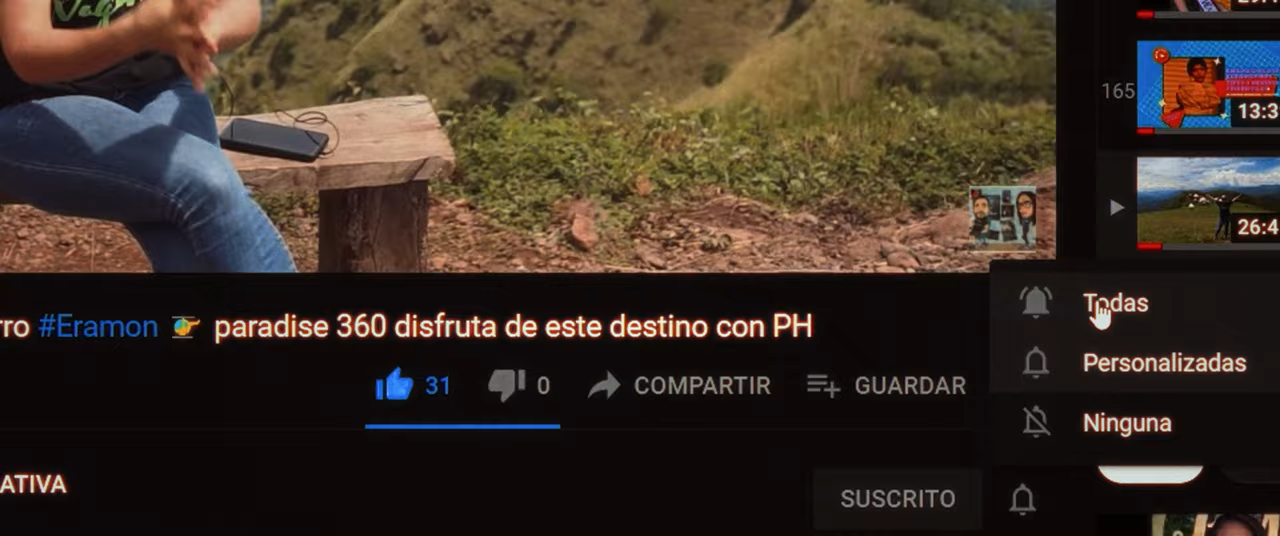 165
13:3
26:4
rro #Eramon paradise 360 disfruta de este destino con PH
Todas
Personalizadas
Ninguna
31 0 COMPARTIR GUARDAR
ATIVA
SUSCRITO